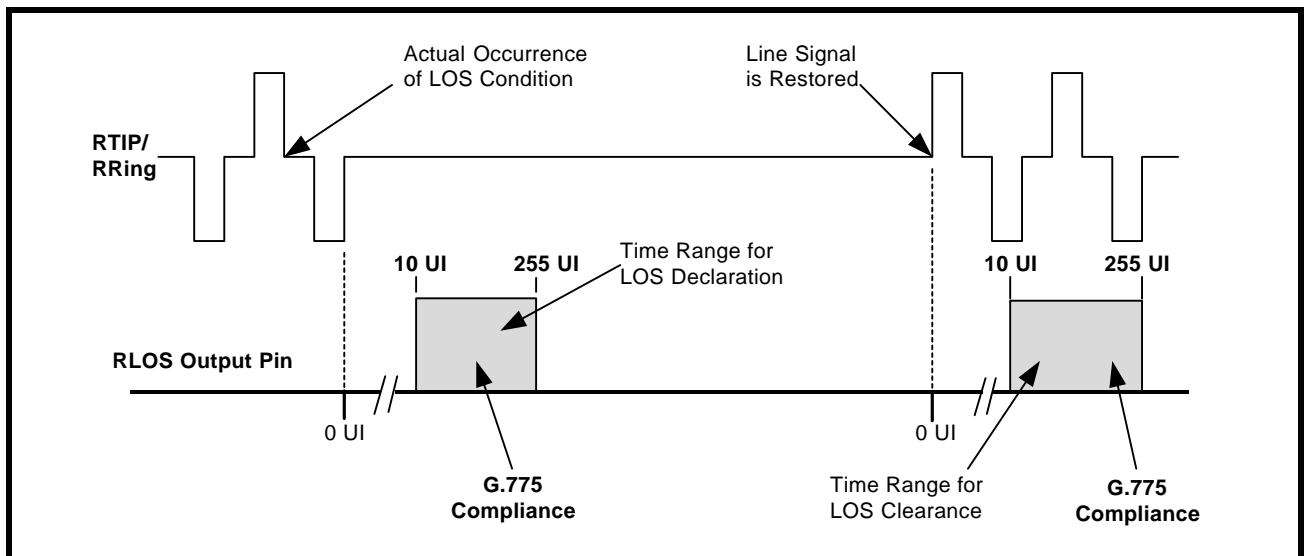 Actual Occurrence
of LOS Condition
Line Signal
is Restored
RTIP/
RRing
Time Range for
LOS Declaration
10 UI
255 UI
10 UI
255 UI
RLOS Output Pin
0 UI
0 UI
G.775
Compliance
Time Range for
LOS Clearance
G.775
Compliance